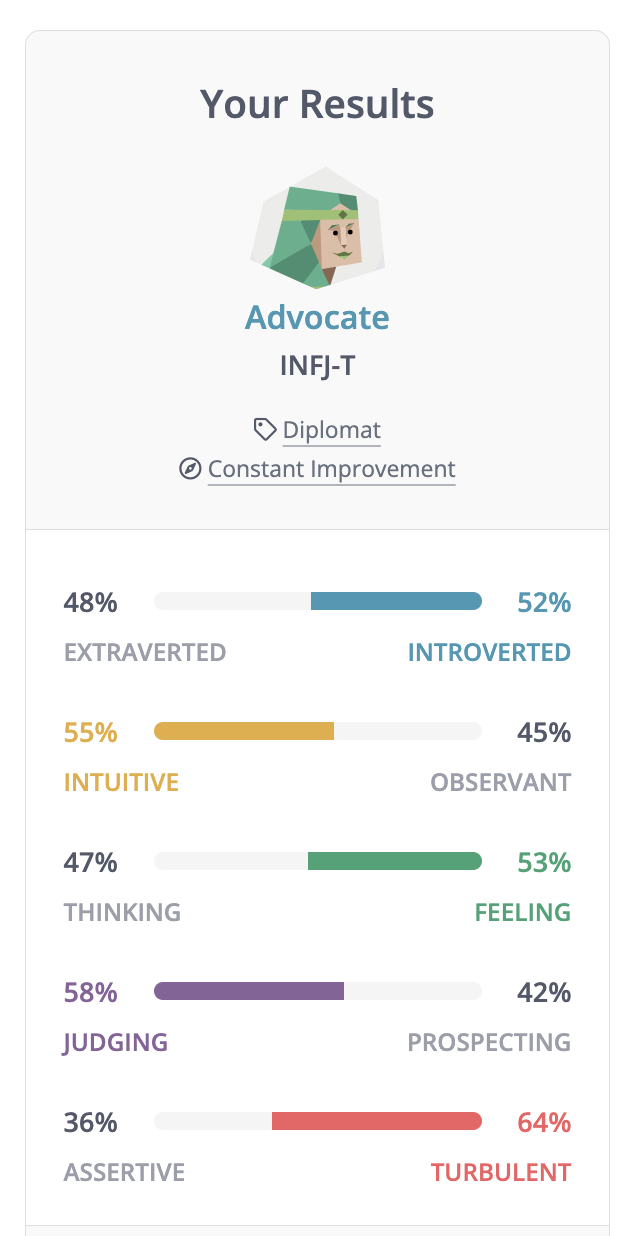 Your Results
Advocate
INFJ-T
Diplomat
Constant Improvement
48% 52%
EXTRAVERTED INTROVERTED
55% 45%
INTUITIVE OBSERVANT
47% 53%
THINKING FEELING
58% 42%
JUDGING PROSPECTING
36% 64%
ASSERTIVE TURBULENT